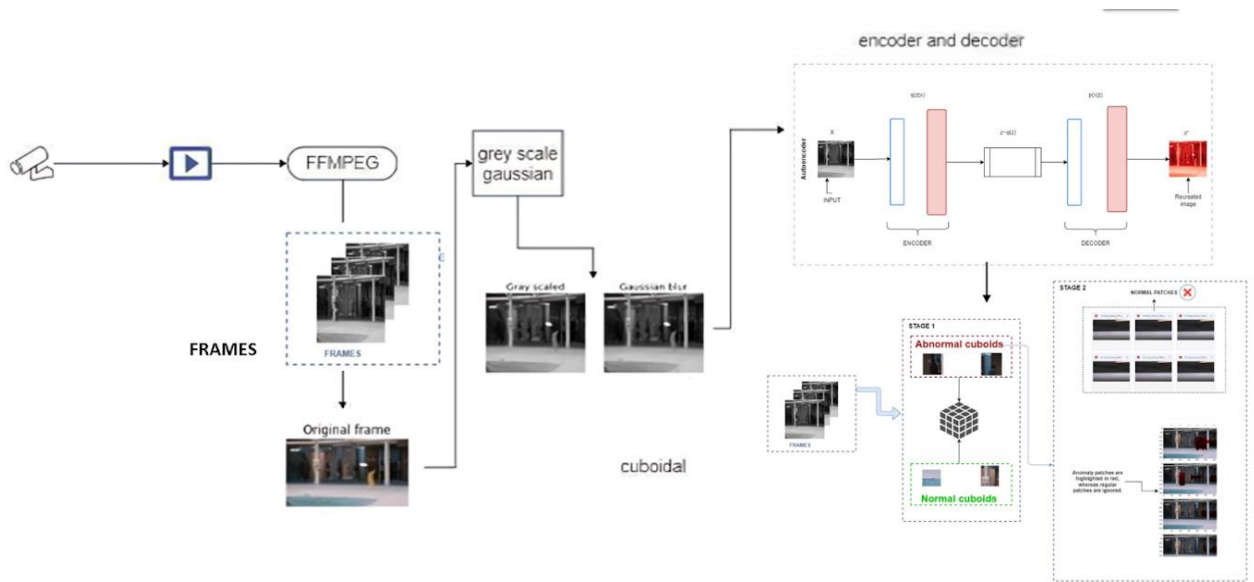 encoder and decoder
FFMPEG
grey scale
gaussian
FRAMES
FRAMES
Original frame
Gray scaled
Gaussian blur
cuboidal
Autoencoder
X
INPUT
ENCODER
DECODER
Recreated
image
FRAMES
STAGE 1
Abnormal cuboids
Normal cuboids
STAGE 2
NORMAL PATCHES
Anomaly patches are
highlighted in red,
whereas regular
patches are ignored.